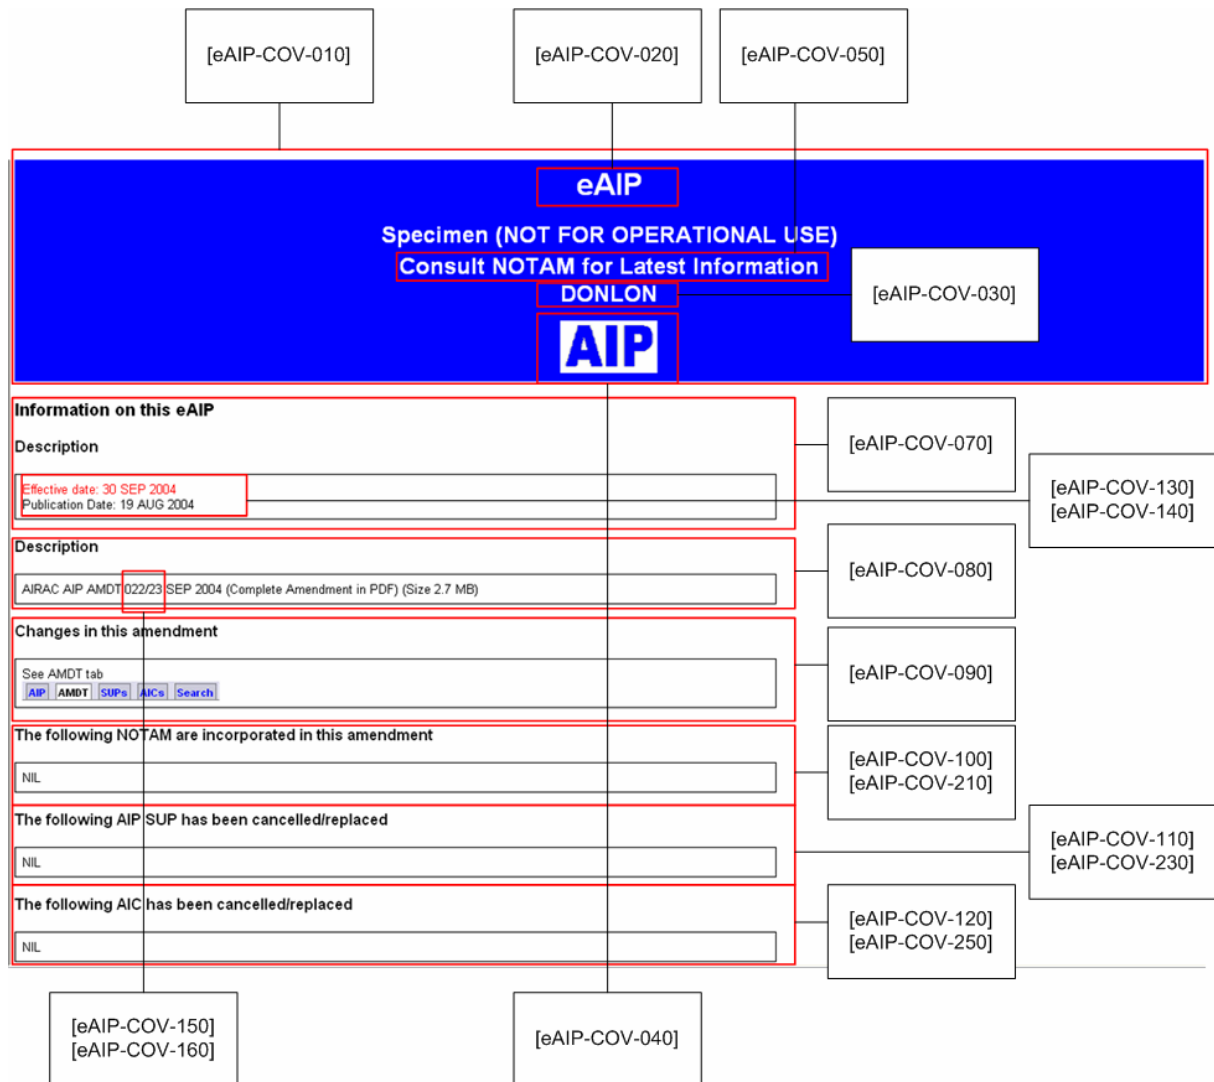 [eAIP-COV-010]
[eAIP-COV-020]
[eAIP-COV-050]
eAIP
Specimen (NOT FOR OPERATIONAL USE)
Consult NOTAM for Latest Information
DONLON
[eAIP-COV-030]
AIP
Information on this eAIP
[eAIP-COV-070]
Description
Effective date: 30 SEP 2004
Publication Date: 19 AUG 2004
[eAIP-COV-130]
[eAIP-COV-140]
Description
[eAIP-COV-080]
AIRAC AIP AMDT 022/23 SEP 2004 (Complete Amendment in PDF) (Size 2.7 MB)
Changes in this amendment
See AMDT tab
[eAIP-COV-090]
AIP AMDT SUPs AICs Search
The following NOTAM are incorporated in this amendment
[eAIP-COV-100]
[eAIP-COV-210]
NIL
The following AIP SUP has been cancelled/replaced
[eAIP-COV-110]
[eAIP-COV-230]
NIL
The following AIC has been cancelled/replaced
[eAIP-COV-120]
[eAIP-COV-250]
NIL
[eAIP-COV-150]
[eAIP-COV-160]
[eAIP-COV-040]